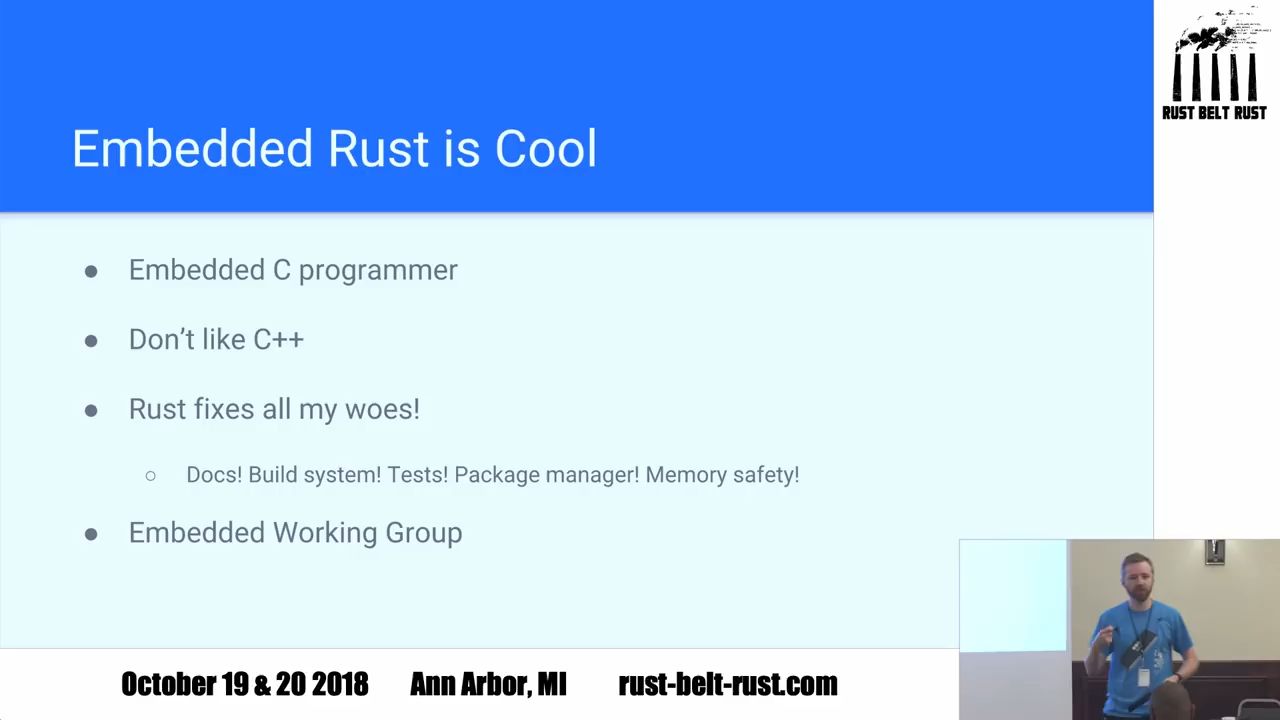 RUST BELT RUST
Embedded Rust is Cool
● Embedded C programmer
● Don't like C++
● Rust fixes all my woes!
○ Docs! Build system! Tests! Package manager! Memory safety!
● Embedded Working Group
October 19 & 20 2018 Ann Arbor, MI rust-belt-rust.com